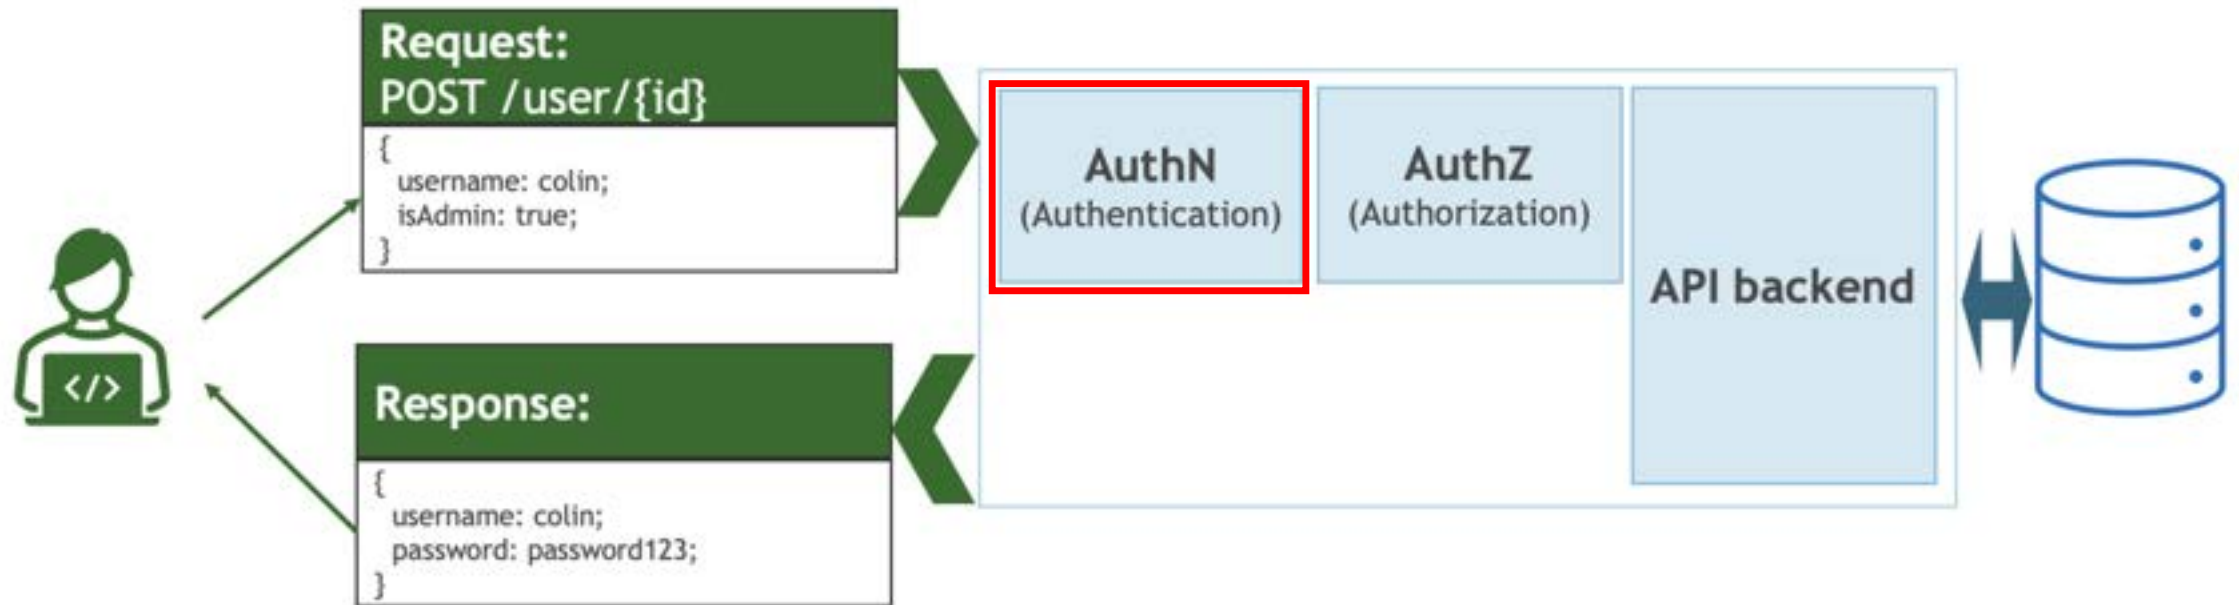 Request:
POST /user/{id}
{
username: colin;
isAdmin: true;
}
</>
Response:
{
username: colin;
password: password123;
}
AuthN
(Authentication)
AuthZ
(Authorization)
API backend